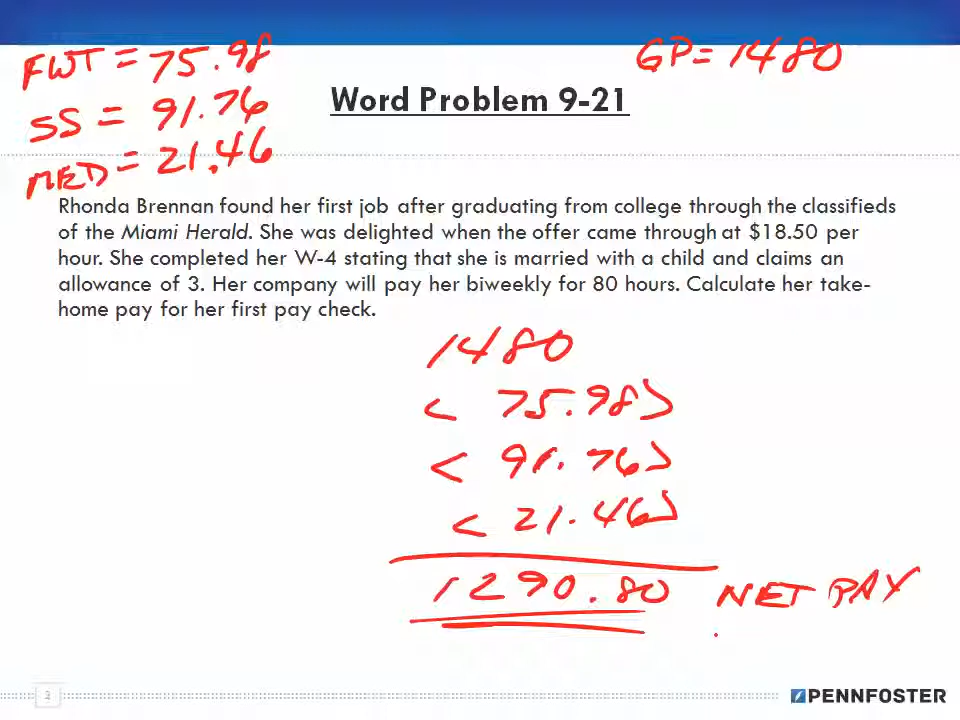 FWT = 75.98
GP = 1480
SS = 91.76
MED = 21.46
Word Problem 9-21
Rhonda Brennan found her first job after graduating from college through the classifieds
of the Miami Herald. She was delighted when the offer came through at $18.50 per
hour. She completed her W-4 stating that she is married with a child and claims an
allowance of 3. Her company will pay her biweekly for 80 hours. Calculate her take-
home pay for her first pay check.
1480
< 75.98>
< 91.76>
< 21.46>
1290.80 NET PAY
2
PENNFOSTER